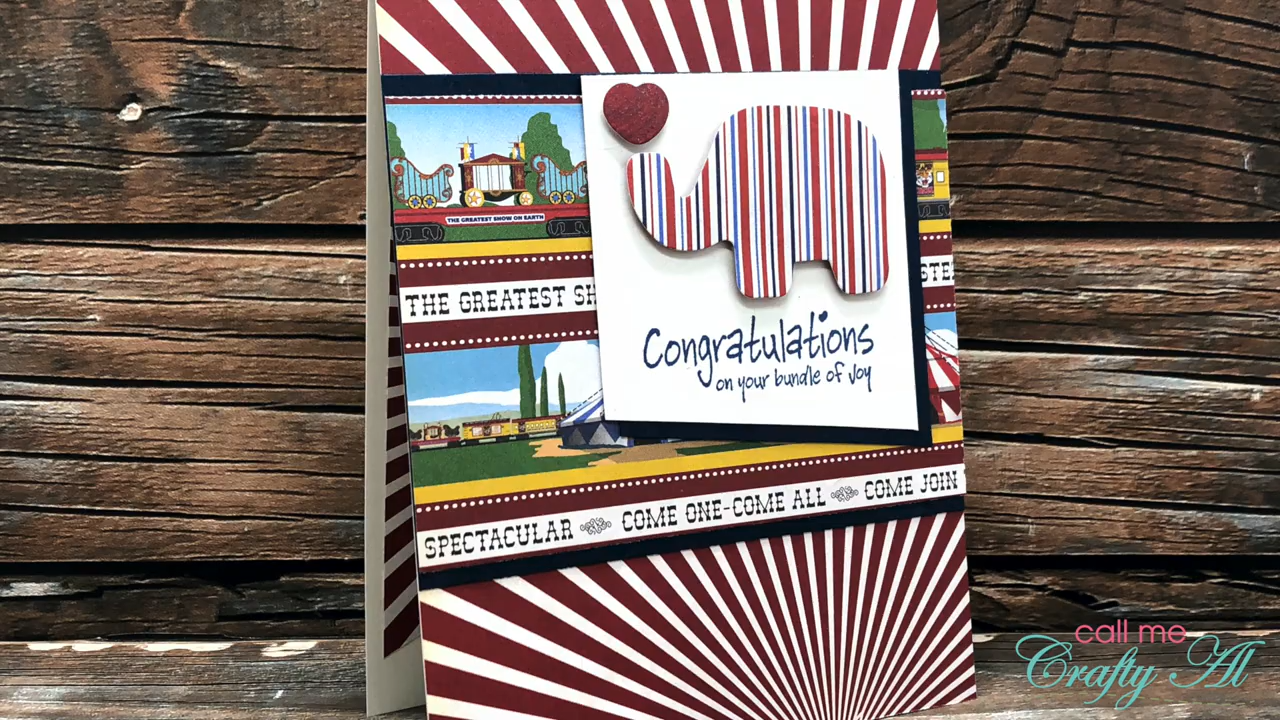 THE GREATEST SHOW ON EARTH
THE GREATEST SH
STE
Congratulations
on your bundle of joy
SPECTACULAR COME ONE-COME ALL COME JOIN
call me
Crafty Al